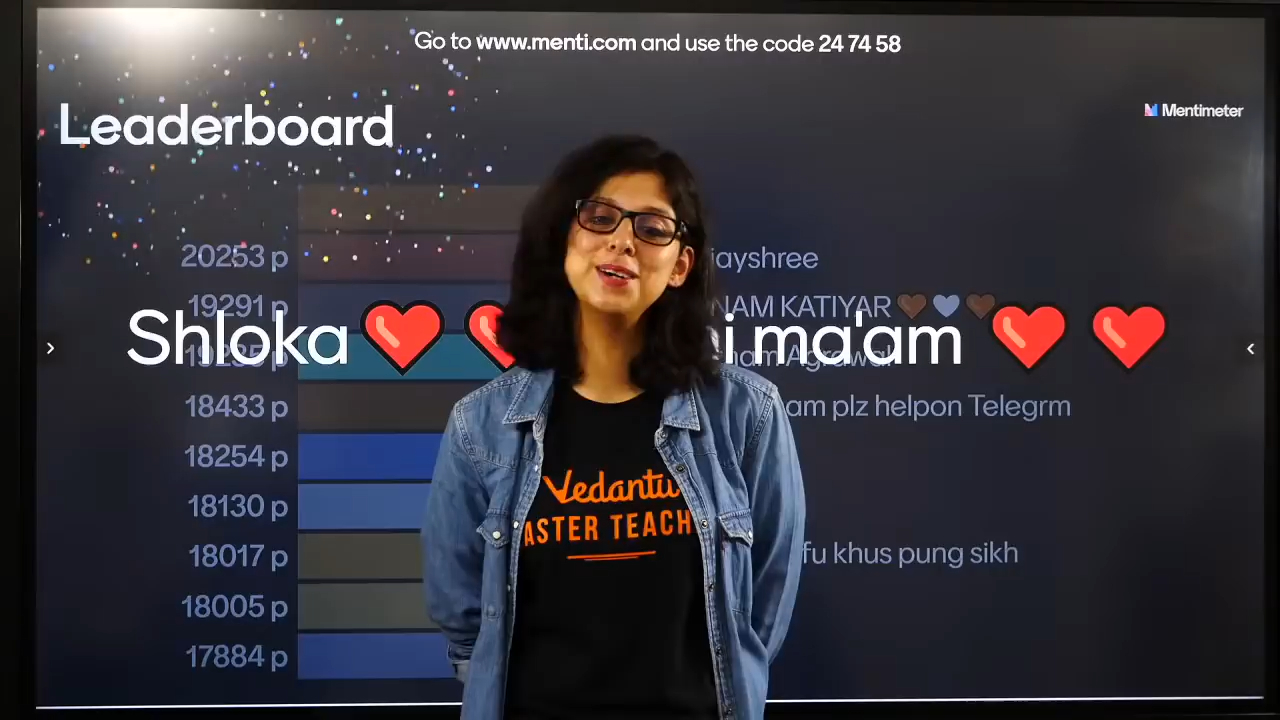 Go to www.menti.com and use the code 24 74 58
Leaderboard
Mentimeter
20253 p jayshree
19291 p NAM KATIYAR 🤎💙🤎
Shloka ❤️ ❤️ i ma'am ❤️ ❤️
18433 p am plz helpon Telegrm
18254 p
18130 p
18017 p fu khus pung sikh
18005 p
17884 p
Vedantu
ASTER TEACH